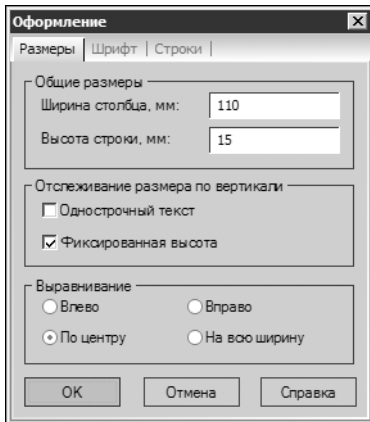 Оформление
Размеры | Шрифт | Строки |
Общие размеры
Ширина столбца, мм: 110
Высота строки, мм: 15
Отслеживание размера по вертикали
Однострочный текст
Фиксированная высота
Выравнивание
Влево Вправо
По центру На всю ширину
OK Отмена Справка